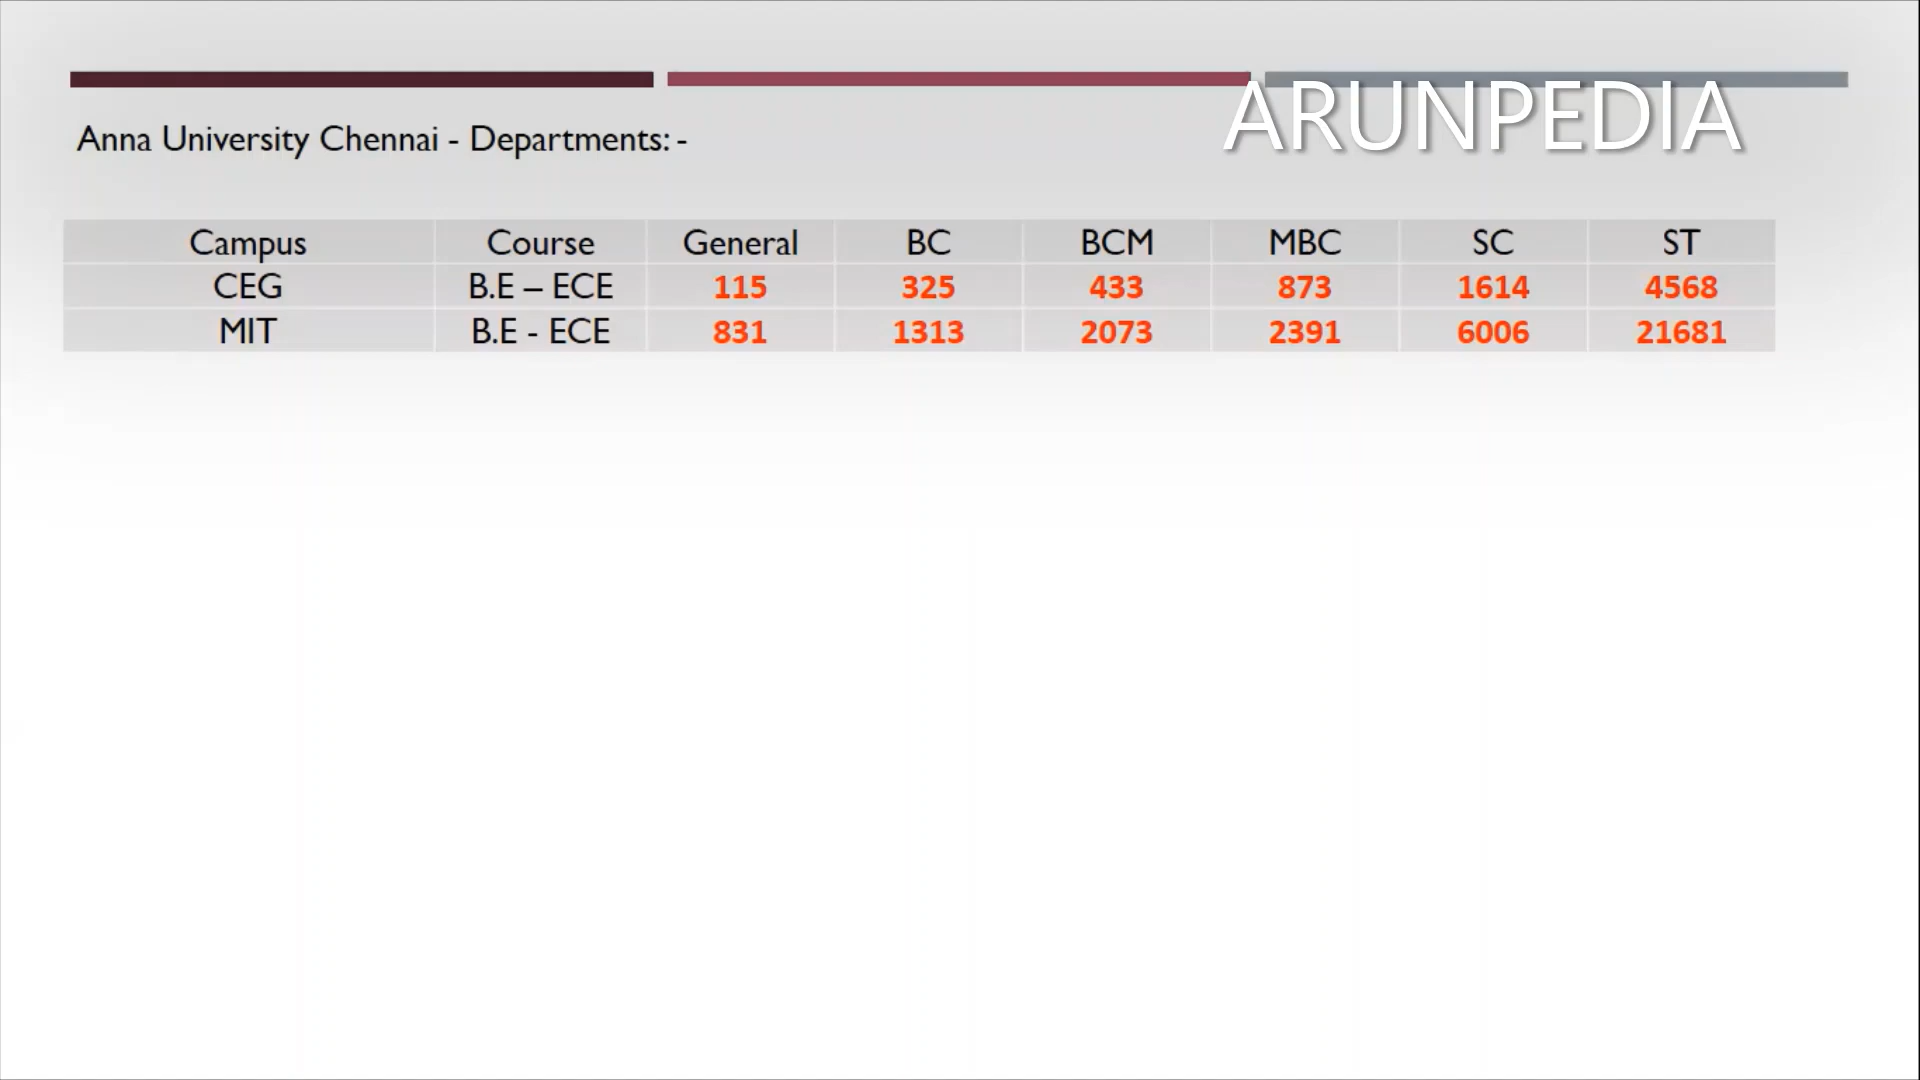 ARUNPEDIA
Anna University Chennai - Departments: -
Campus Course General BC BCM MBC SC ST
CEG B.E – ECE 115 325 433 873 1614 4568
MIT B.E - ECE 831 1313 2073 2391 6006 21681